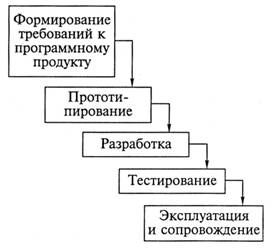 Формирование
требований к
программному
продукту
Прототи-
пирование
Разработка
Тестирование
Эксплуатация
и сопровождение